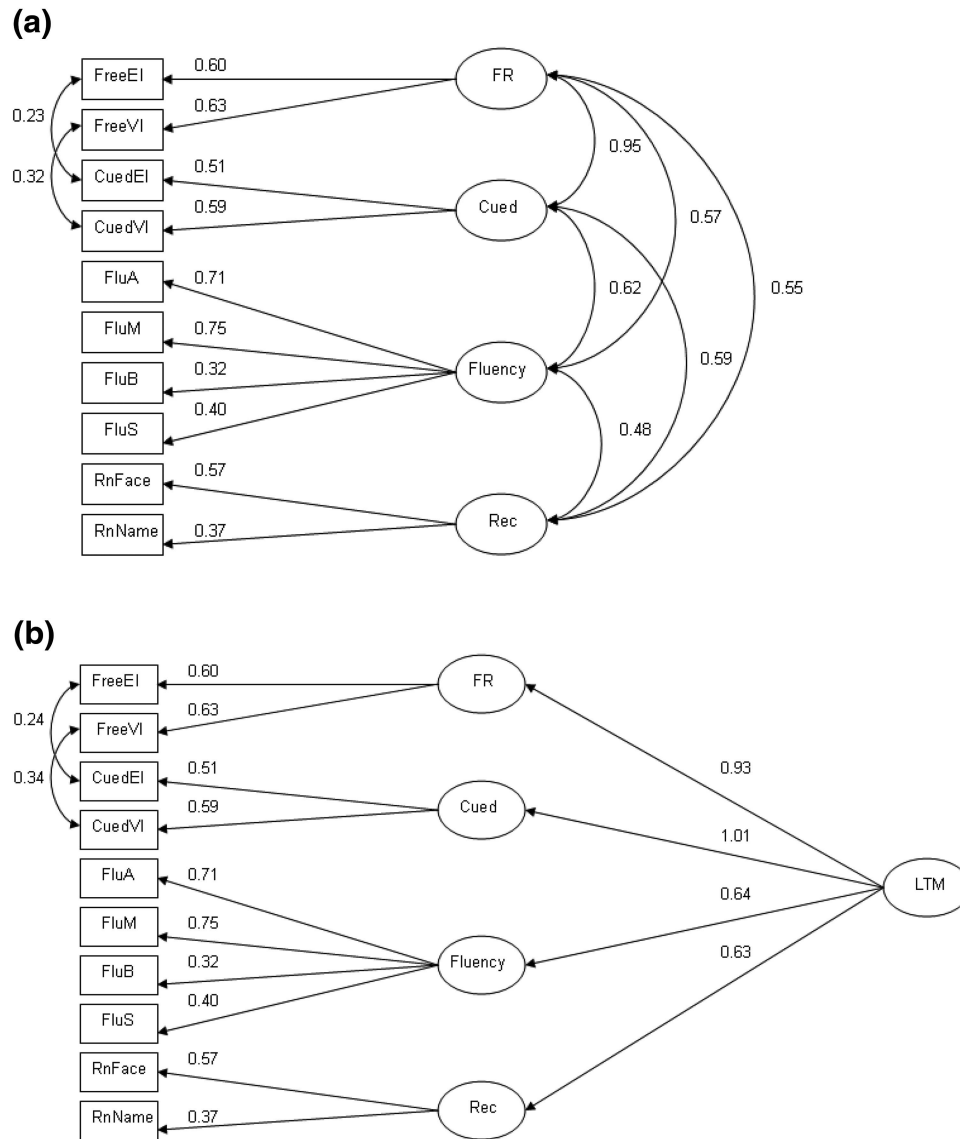 (a)
FreeEI 0.60 FR
0.23 FreeVI 0.63
0.95
0.32 CuedEI 0.51
CuedVI 0.59 Cued 0.57
FluA 0.71
0.62 0.55
FluM 0.75
FluB 0.32 Fluency 0.59
FluS 0.40
0.48
RnFace 0.57
RnName 0.37 Rec
(b)
FreeEI 0.60 FR
0.24 FreeVI 0.63
0.93
0.34 CuedEI 0.51
CuedVI 0.59 Cued
1.01
FluA 0.71
LTM
0.64
FluM 0.75
0.63
FluB 0.32 Fluency
FluS 0.40
RnFace 0.57
RnName 0.37 Rec